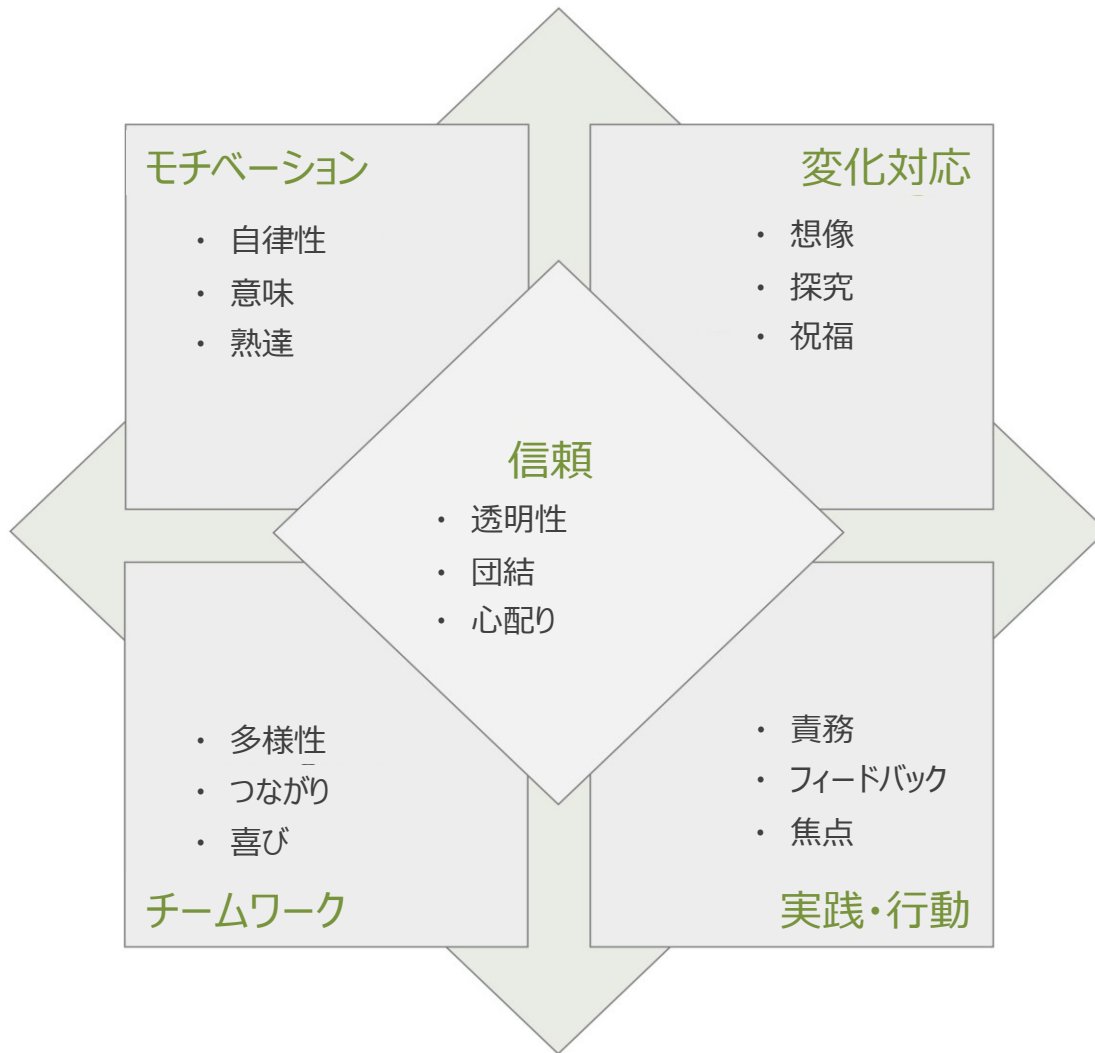 モチベーション
・ 自律性
・ 意味
・ 熟達
変化対応
・ 想像
・ 探究
・ 祝福
信頼
・ 透明性
・ 団結
・ 心配り
・ 多様性
・ つながり
・ 喜び
チームワーク
・ 責務
・ フィードバック
・ 焦点
実践・行動